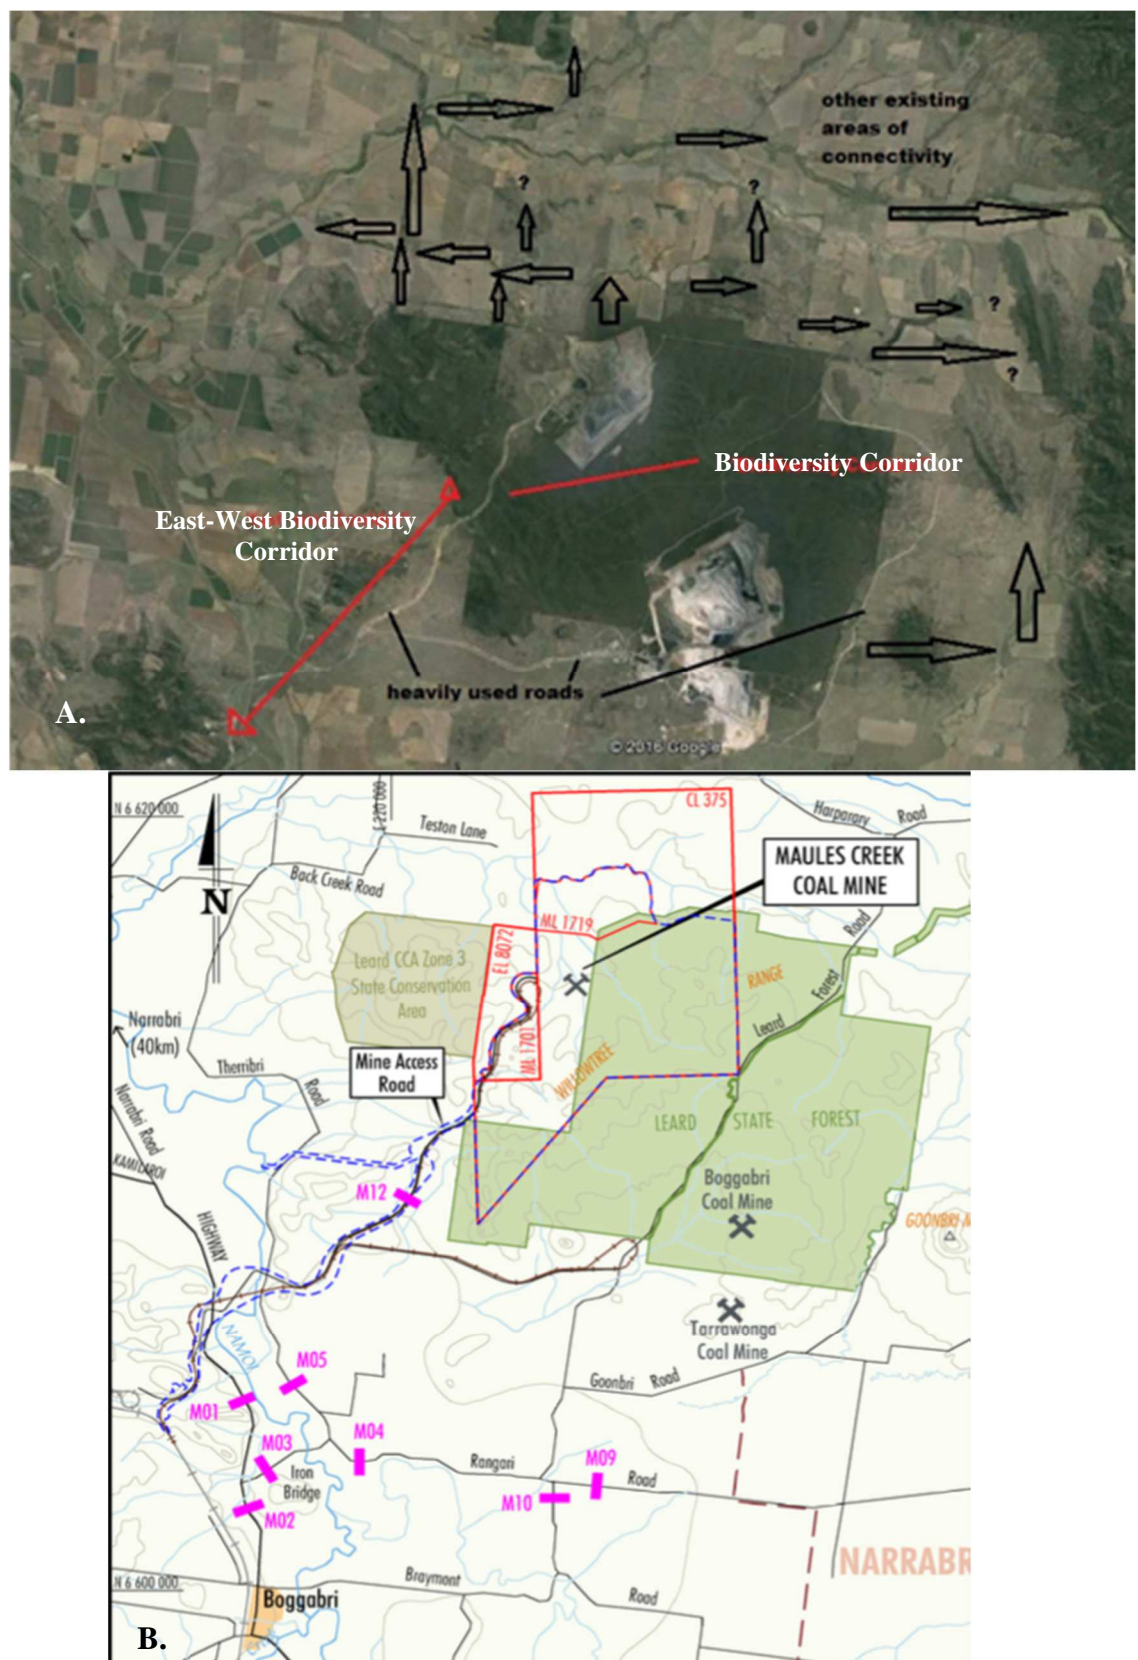 other existing
areas of
connectivity
?
?
?
?
Biodiversity Corridor
East-West Biodiversity
Corridor
heavily used roads
A.
© 2016 Google
N 6 620 000
E 220 000
CL 375
Harparary Road
Teston Lane
MAULES CREEK
COAL MINE
Back Creek Road
N
ML 1719
EL 8072
Leard CCA Zone 3
State Conservation
Area
RANGE
Leard Forest Road
Narrabri
(40km)
ML 1701
WILLOWTREE
Mine Access
Road
Therribri Road
Narrabri Road
LEARD STATE FOREST
KAMILAROI
HIGHWAY
M12
Boggabri
Coal Mine
GOONBRI
Tarrawonga
Coal Mine
NAMOI
M05
Goonbri Road
M01
M04
M03
Rangari Road
M09
Iron
Bridge
M10
M02
NARRABR
N 6 600 000
Braymont Road
Boggabri
B.